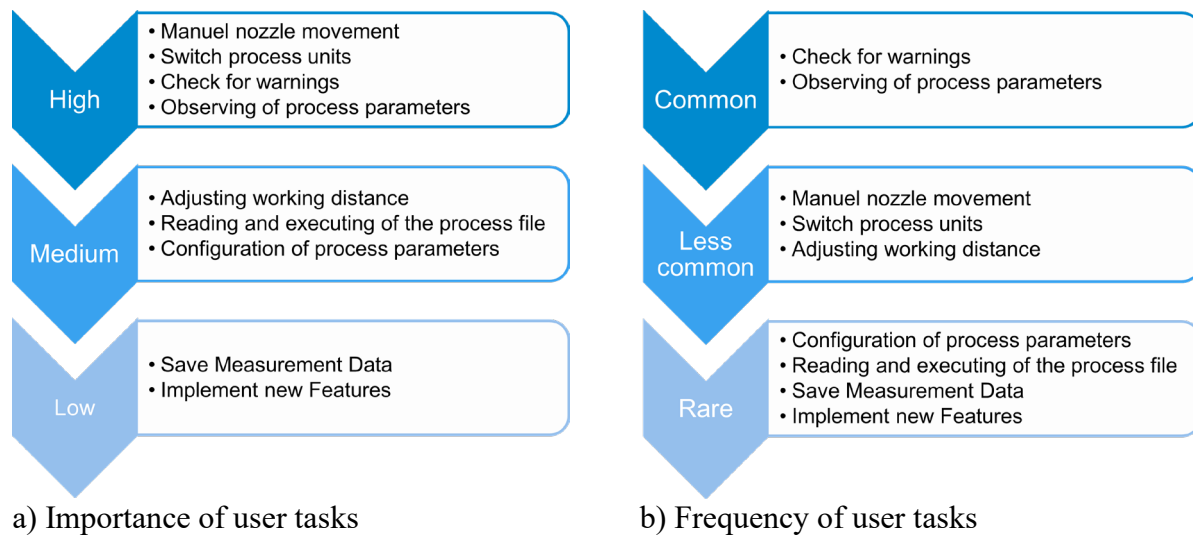 High
• Manuel nozzle movement
• Switch process units
• Check for warnings
• Observing of process parameters
Medium
• Adjusting working distance
• Reading and executing of the process file
• Configuration of process parameters
Low
• Save Measurement Data
• Implement new Features
a) Importance of user tasks
Common
• Check for warnings
• Observing of process parameters
Less
common
• Manuel nozzle movement
• Switch process units
• Adjusting working distance
Rare
• Configuration of process parameters
• Reading and executing of the process file
• Save Measurement Data
• Implement new Features
b) Frequency of user tasks